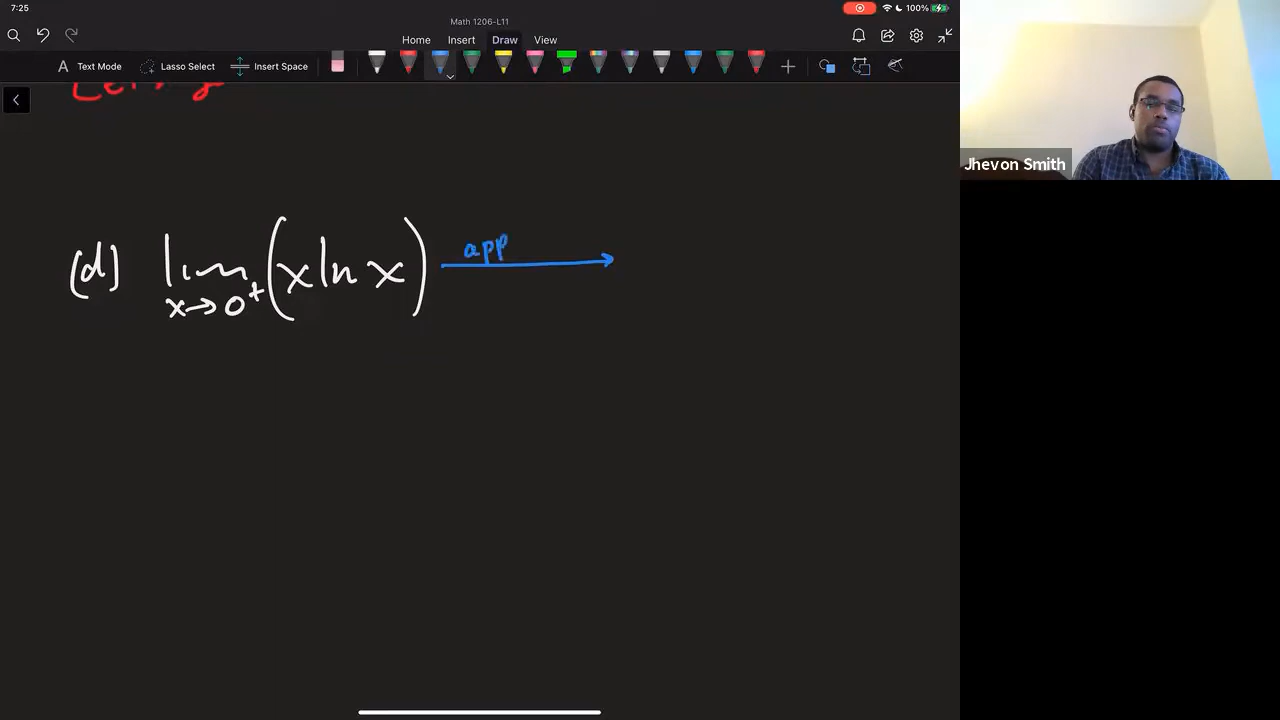 7:25
100%
Math 1206-L11
Home Insert Draw View
Text Mode Lasso Select Insert Space
Jhevon Smith
(d) lim x→0+ (x ln x) app